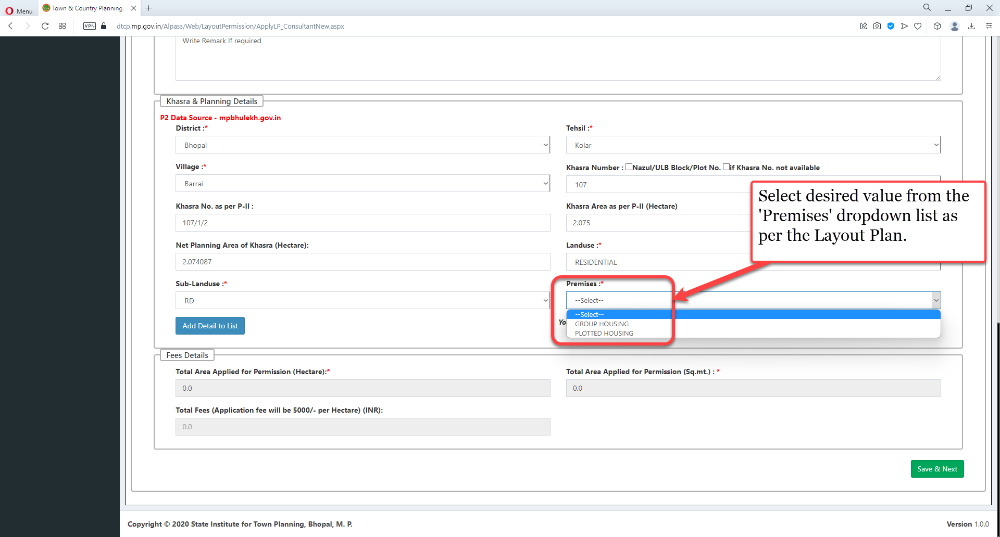 Menu
Town & Country Planning,
VPN
dtcp.mp.gov.in/Alpass/Web/LayoutPermission/ApplyLP_ConsultantNew.aspx
Write Remark If required
Khasra & Planning Details
P2 Data Source - mpbhulekh.gov.in
District :*
Tehsil :*
Bhopal
Kolar
Village :*
Khasra Number : Nazul/ULB Block/Plot No. if Khasra No. not available
Barrai
107
Select desired value from the
'Premises' dropdown list as
per the Layout Plan.
Khasra No. as per P-II :
Khasra Area as per P-II (Hectare)
107/1/2
2.075
Net Planning Area of Khasra (Hectare):
Landuse :*
2.074087
RESIDENTIAL
Sub-Landuse :*
Premises :*
RD
--Select--
--Select--
GROUP HOUSING
PLOTTED HOUSING
Yo
Add Detail to List
Fees Details
Total Area Applied for Permission (Hectare):*
Total Area Applied for Permission (Sq.mt.) : *
0.0
0.0
Total Fees (Application fee will be 5000/- per Hectare) (INR):
0.0
Save & Next
Copyright © 2020 State Institute for Town Planning, Bhopal, M. P.
Version 1.0.0